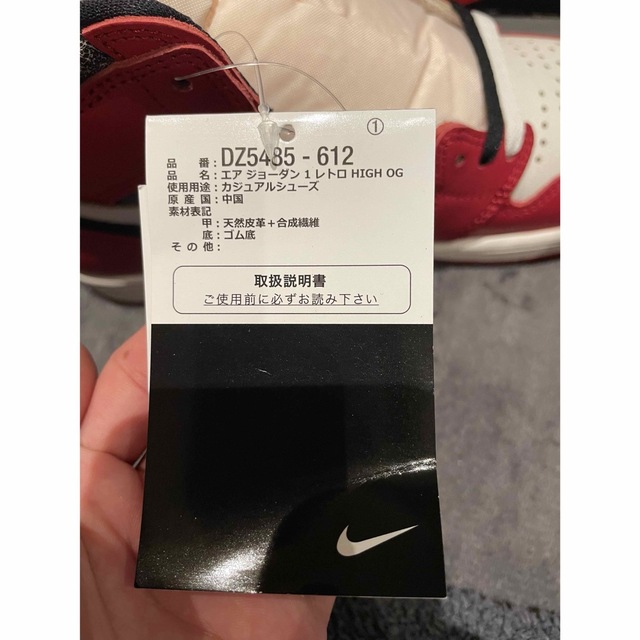 ①
品 番：DZ5485 - 612
品 名：エア ジョーダン 1 レトロ HIGH OG
使用用途：カジュアルシューズ
原 産 国：中国
素材表記
甲：天然皮革＋合成繊維
底：ゴム底
そ の 他：
取扱説明書
ご使用前に必ずお読み下さい